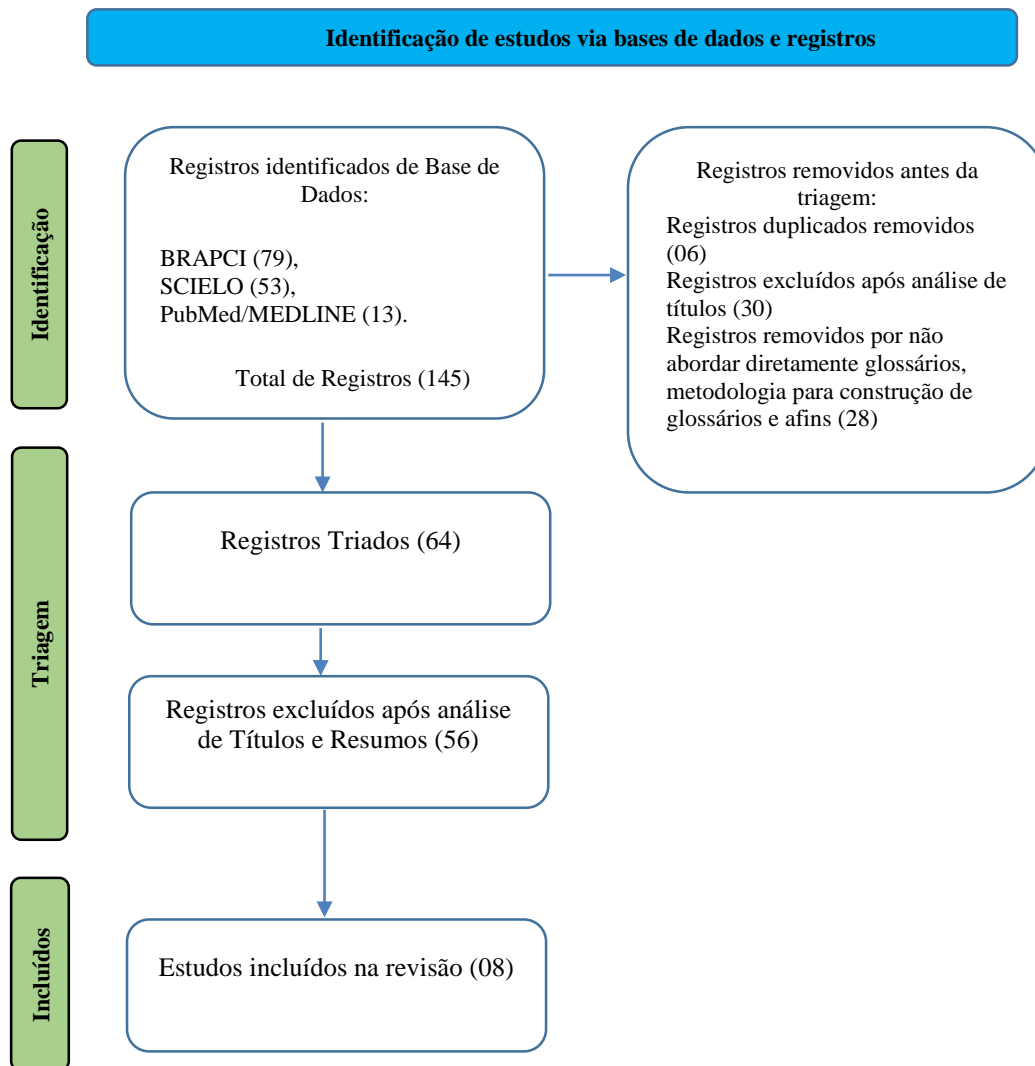 Identificação de estudos via bases de dados e registros
Identificação
Registros identificados de Base de
Dados:
BRAPCI (79),
SCIELO (53),
PubMed/MEDLINE (13).
Total de Registros (145)
Registros removidos antes da
triagem:
Registros duplicados removidos
(06)
Registros excluídos após análise de
títulos (30)
Registros removidos por não
abordar diretamente glossários,
metodologia para construção de
glossários e afins (28)
Triagem
Registros Triados (64)
Registros excluídos após análise
de Títulos e Resumos (56)
Incluídos
Estudos incluídos na revisão (08)